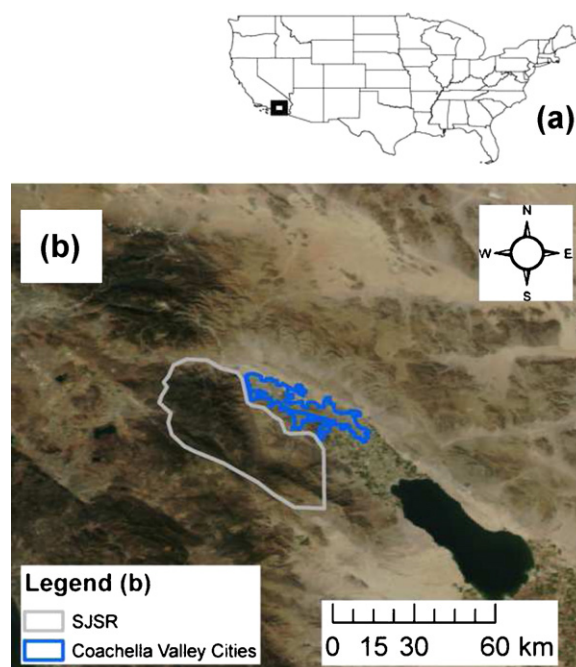 (a)
(b)
N
W E
S
Legend (b)
SJSR
Coachella Valley Cities
0 15 30 60 km